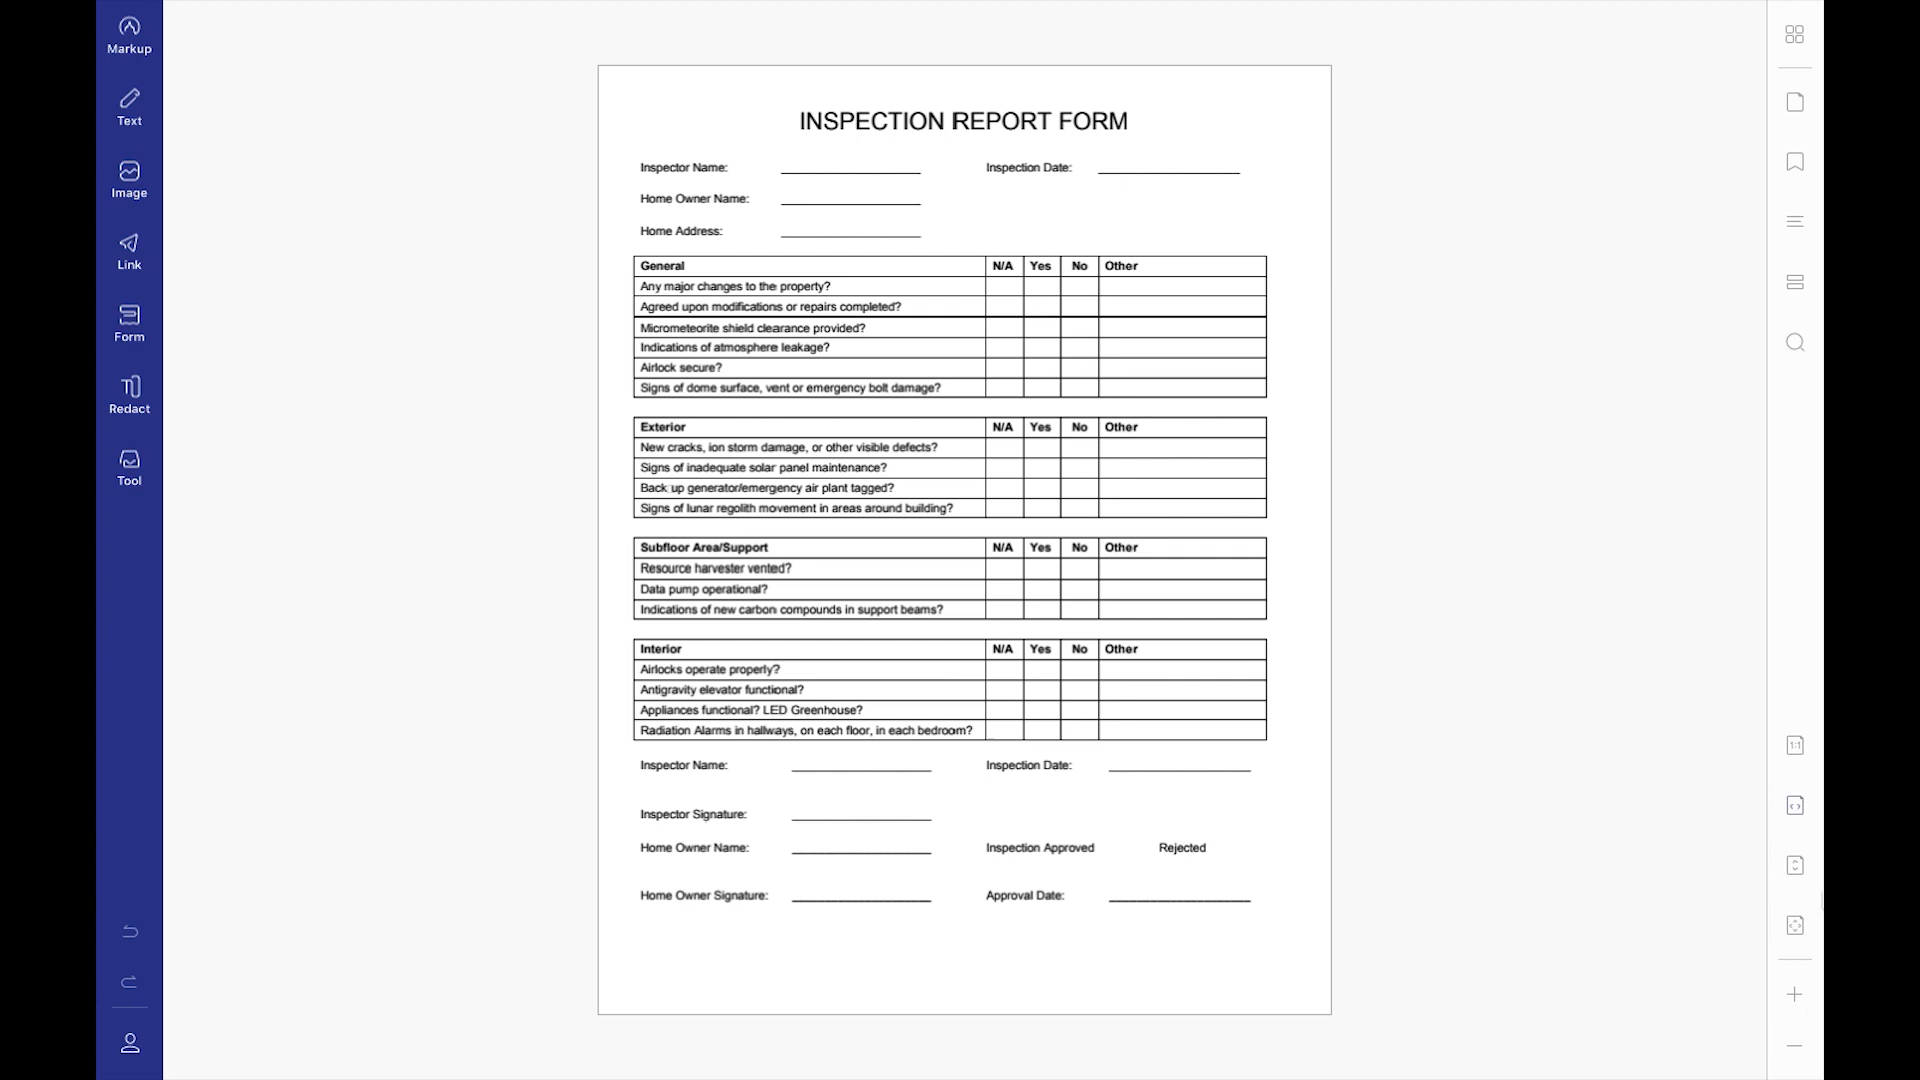 Markup
Text
Image
Link
Form
Redact
Tool
INSPECTION REPORT FORM
Inspector Name: Inspection Date:
Home Owner Name:
Home Address:
General N/A Yes No Other
Any major changes to the property?
Agreed upon modifications or repairs completed?
Micrometeorite shield clearance provided?
Indications of atmosphere leakage?
Airlock secure?
Signs of dome surface, vent or emergency bolt damage?
Exterior N/A Yes No Other
New cracks, ion storm damage, or other visible defects?
Signs of inadequate solar panel maintenance?
Back up generator/emergency air plant tagged?
Signs of lunar regolith movement in areas around building?
Subfloor Area/Support N/A Yes No Other
Resource harvester vented?
Data pump operational?
Indications of new carbon compounds in support beams?
Interior N/A Yes No Other
Airlocks operate properly?
Antigravity elevator functional?
Appliances functional? LED Greenhouse?
Radiation Alarms in hallways, on each floor, in each bedroom?
Inspector Name: Inspection Date:
Inspector Signature:
Home Owner Name: Inspection Approved Rejected
Home Owner Signature: Approval Date:
1:1